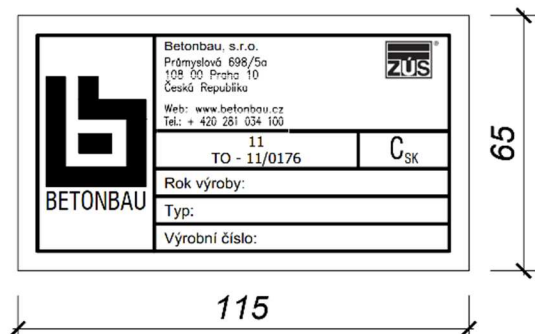 Betonbau, s.r.o.
Průmyslová 698/5a
108 00 Praha 10
Česká Republika
Web: www.betonbau.cz
Tel.: + 420 281 034 100
ZÚS
®
11
TO - 11/0176
CSK
BETONBAU
Rok výroby:
Typ:
Výrobní číslo:
65
115